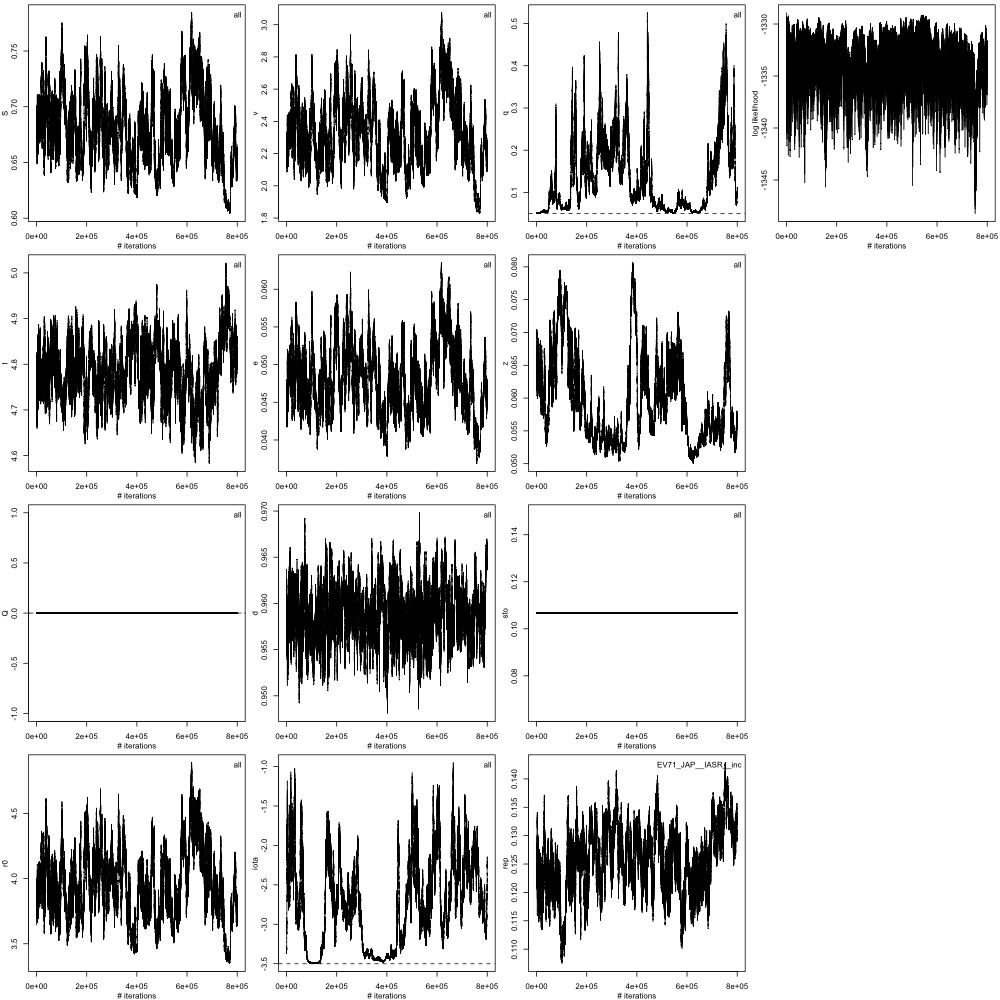 all
S
0.60 0.65 0.70 0.75
0e+00 2e+05 4e+05 6e+05 8e+05
# iterations
all
1.8 2.0 2.2 2.4 2.6 2.8 3.0
0e+00 2e+05 4e+05 6e+05 8e+05
# iterations
all
q
0.1 0.2 0.3 0.4 0.5
0e+00 2e+05 4e+05 6e+05 8e+05
# iterations
log likelihood
-1345 -1340 -1335 -1330
0e+00 2e+05 4e+05 6e+05 8e+05
# iterations
all
4.6 4.7 4.8 4.9 5.0
0e+00 2e+05 4e+05 6e+05 8e+05
# iterations
all
e
0.040 0.045 0.050 0.055 0.060
0e+00 2e+05 4e+05 6e+05 8e+05
# iterations
all
z
0.050 0.055 0.060 0.065 0.070 0.075 0.080
0e+00 2e+05 4e+05 6e+05 8e+05
# iterations
all
Q
-1.0 -0.5 0.0 0.5 1.0
0e+00 2e+05 4e+05 6e+05 8e+05
# iterations
all
d
0.950 0.955 0.960 0.965 0.970
0e+00 2e+05 4e+05 6e+05 8e+05
# iterations
all
sto
0.08 0.10 0.12 0.14
0e+00 2e+05 4e+05 6e+05 8e+05
# iterations
all
r0
3.5 4.0 4.5
0e+00 2e+05 4e+05 6e+05 8e+05
# iterations
all
iota
-3.5 -3.0 -2.5 -2.0 -1.5 -1.0
0e+00 2e+05 4e+05 6e+05 8e+05
# iterations
EV71_JAP__IASR__inc
rep
0.110 0.115 0.120 0.125 0.130 0.135 0.140
0e+00 2e+05 4e+05 6e+05 8e+05
# iterations